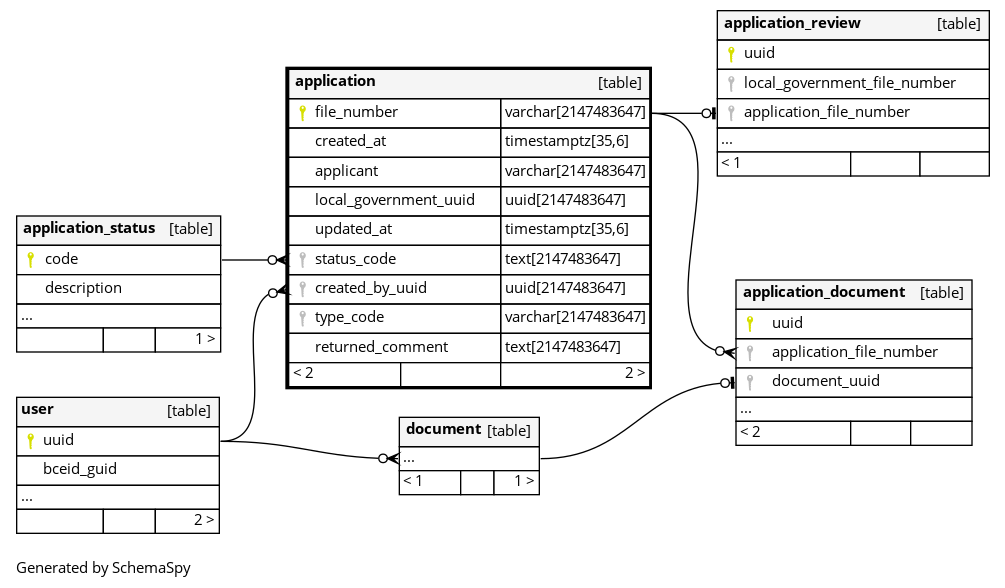 application_review [table]
uuid
local_government_file_number
application_file_number
...
< 1
application [table]
file_number varchar[2147483647]
created_at timestamptz[35,6]
applicant varchar[2147483647]
local_government_uuid uuid[2147483647]
updated_at timestamptz[35,6]
status_code text[2147483647]
created_by_uuid uuid[2147483647]
type_code varchar[2147483647]
returned_comment text[2147483647]
< 2 2 >
application_status [table]
code
description
...
1 >
application_document [table]
uuid
application_file_number
document_uuid
...
< 2
user [table]
uuid
bceid_guid
...
2 >
document [table]
...
< 1 1 >
Generated by SchemaSpy